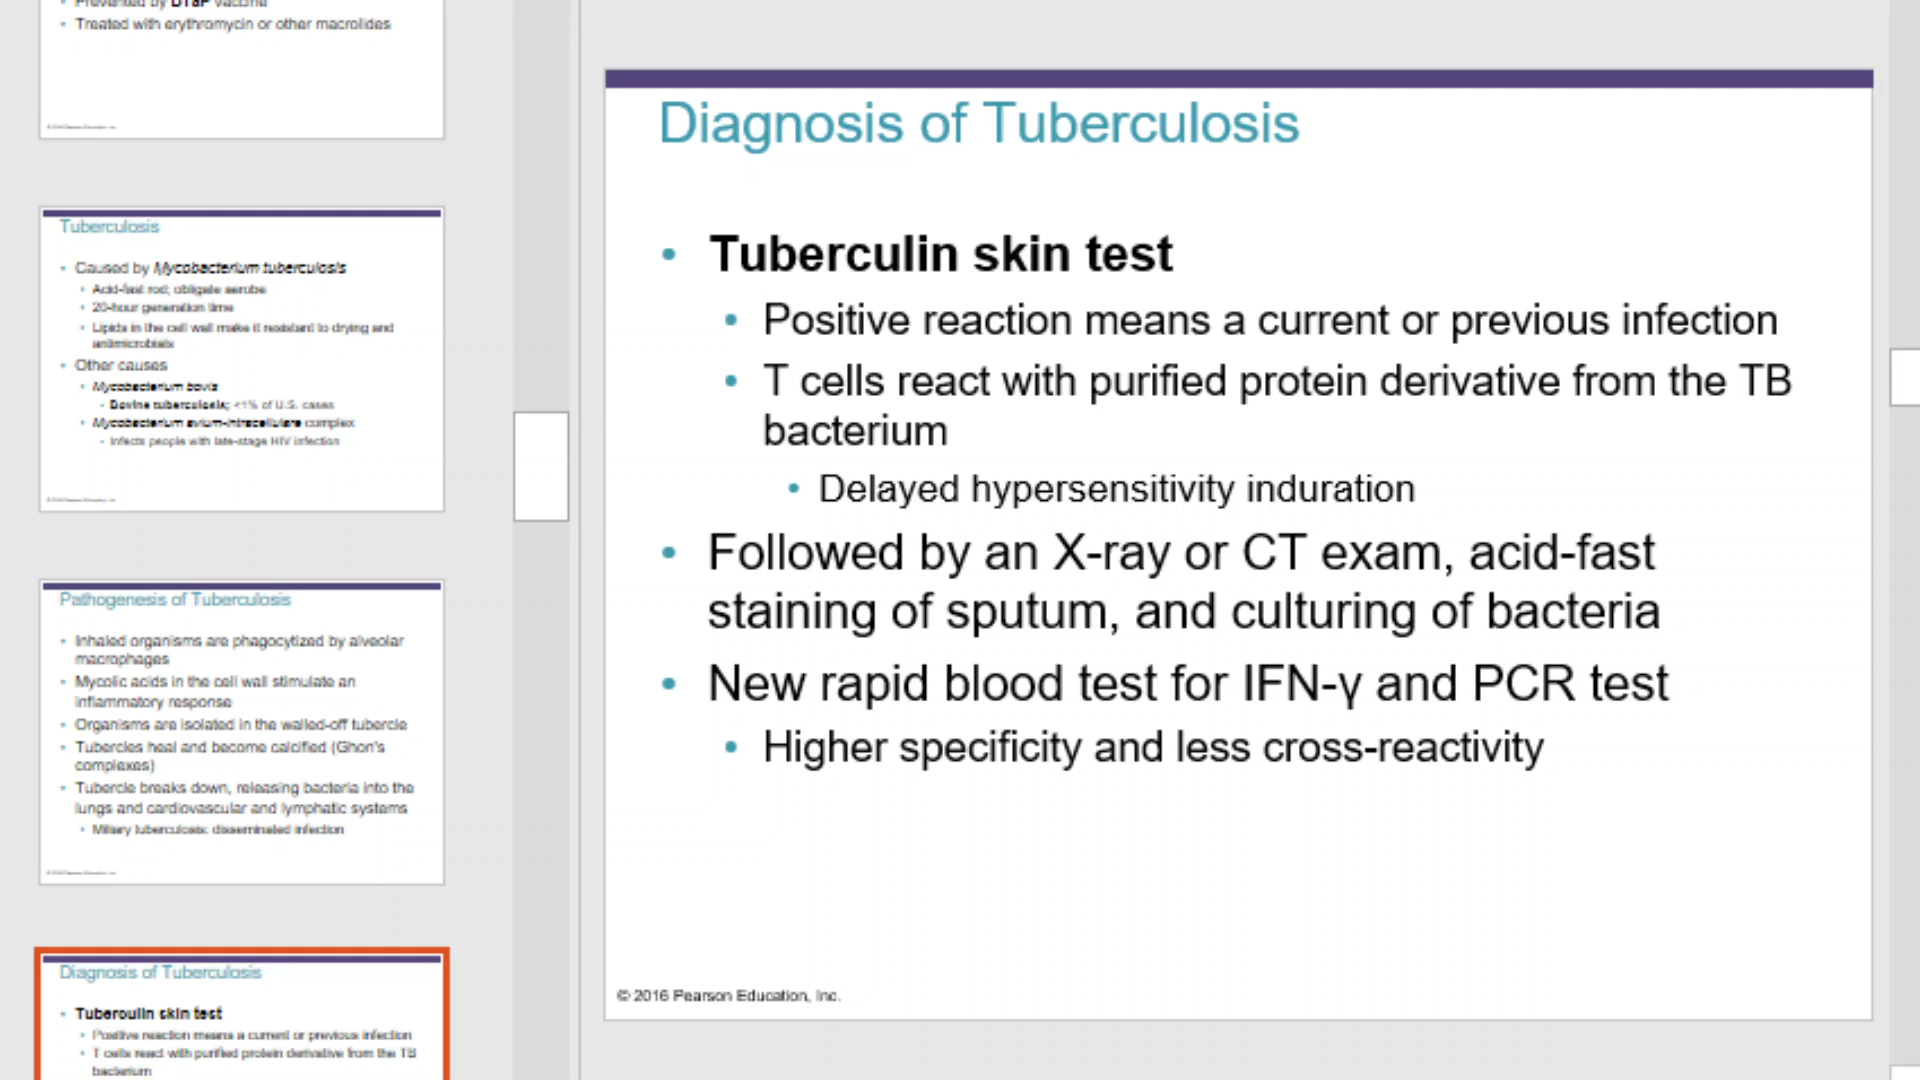 Prevented by DTaP vaccine
Treated with erythromycin or other macrolides
Tuberculosis
Caused by Mycobacterium tuberculosis
Acid-fast rod; obligate aerobe
20-hour generation time
Lipids in the cell wall make it resistant to drying and
antimicrobials
Other causes
Mycobacterium bovis
Bovine tuberculosis; <1% of U.S. cases
Mycobacterium avium-intracellulare complex
Infects people with late-stage HIV infection
Pathogenesis of Tuberculosis
Inhaled organisms are phagocytized by alveolar
macrophages
Mycolic acids in the cell wall stimulate an
inflammatory response
Organisms are isolated in the walled-off tubercle
Tubercles heal and become calcified (Ghon's
complexes)
Tubercle breaks down, releasing bacteria into the
lungs and cardiovascular and lymphatic systems
Miliary tuberculosis: disseminated infection
Diagnosis of Tuberculosis
Tuberculin skin test
Positive reaction means a current or previous infection
T cells react with purified protein derivative from the TB
bacterium
Diagnosis of Tuberculosis
Tuberculin skin test
Positive reaction means a current or previous infection
T cells react with purified protein derivative from the TB
bacterium
Delayed hypersensitivity induration
Followed by an X-ray or CT exam, acid-fast
staining of sputum, and culturing of bacteria
New rapid blood test for IFN-γ and PCR test
Higher specificity and less cross-reactivity
© 2016 Pearson Education, Inc.